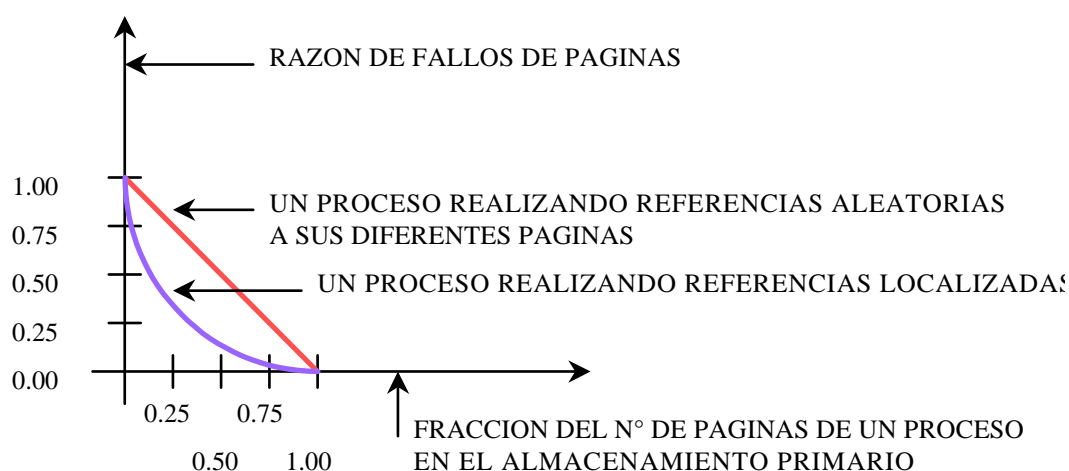 RAZON DE FALLOS DE PAGINAS
1.00
UN PROCESO REALIZANDO REFERENCIAS ALEATORIAS
A SUS DIFERENTES PAGINAS
0.75
0.50
UN PROCESO REALIZANDO REFERENCIAS LOCALIZADAS
0.25
0.00
0.25
0.75
0.50
1.00
FRACCION DEL N° DE PAGINAS DE UN PROCESO
EN EL ALMACENAMIENTO PRIMARIO